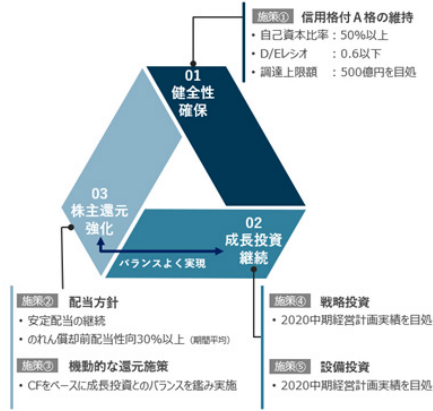 施策① 信用格付A格の維持
・自己資本比率：50%以上
・D/Eレシオ：0.6以下
・調達上限額：500億円を目処
01
健全性
確保
03
株主還元
強化
02
成長投資
継続
バランスよく実現
施策② 配当方針
・安定配当の継続
・のれん償却前配当性向30%以上（期間平均）
施策③ 機動的な還元施策
・CFをベースに成長投資とのバランスを鑑み実施
施策④ 戦略投資
・2020中期経営計画実績を目処
施策⑤ 設備投資
・2020中期経営計画実績を目処